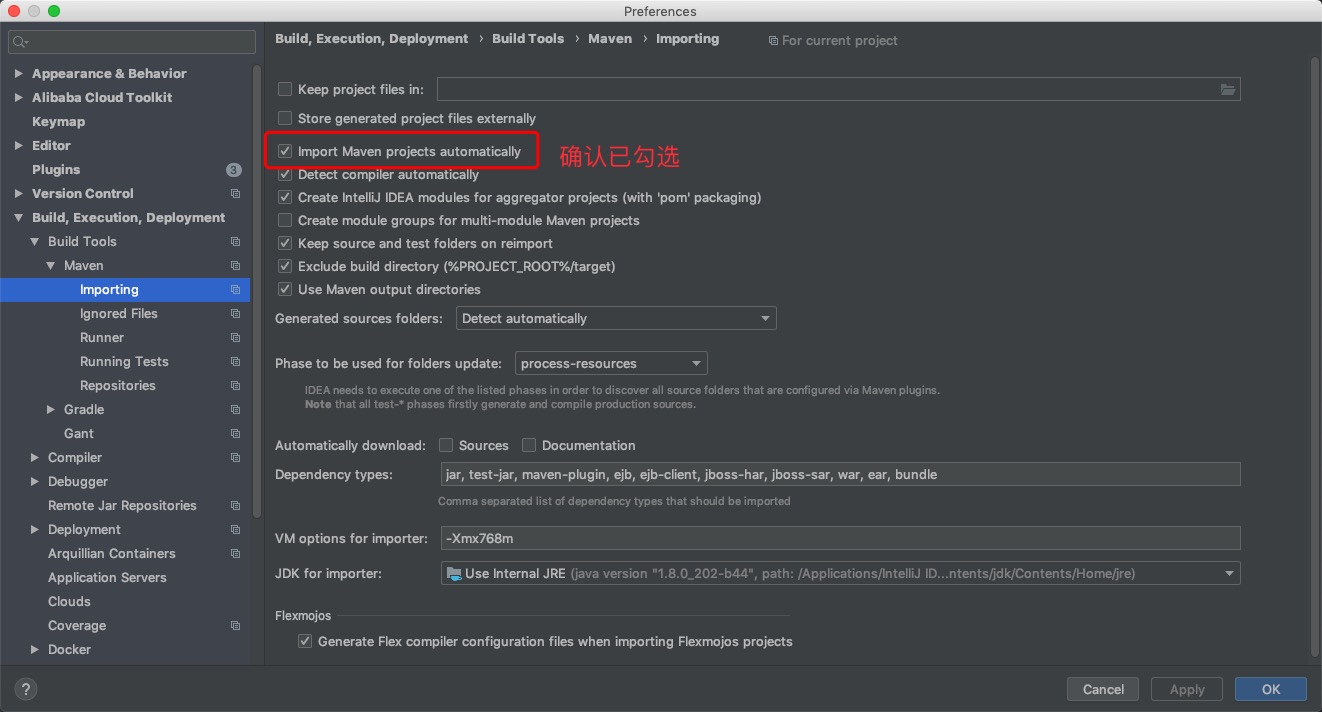 Preferences
Build, Execution, Deployment › Build Tools › Maven › Importing For current project
Appearance & Behavior
Alibaba Cloud Toolkit
Keymap
Editor
Plugins 3
Version Control
Build, Execution, Deployment
Build Tools
Maven
Importing
Ignored Files
Runner
Running Tests
Repositories
Gradle
Gant
Compiler
Debugger
Remote Jar Repositories
Deployment
Arquillian Containers
Application Servers
Clouds
Coverage
Docker
Keep project files in:
Store generated project files externally
Import Maven projects automatically 确认已勾选
Detect compiler automatically
Create IntelliJ IDEA modules for aggregator projects (with 'pom' packaging)
Create module groups for multi-module Maven projects
Keep source and test folders on reimport
Exclude build directory (%PROJECT_ROOT%/target)
Use Maven output directories
Generated sources folders: Detect automatically
Phase to be used for folders update: process-resources
IDEA needs to execute one of the listed phases in order to discover all source folders that are configured via Maven plugins.
Note that all test-* phases firstly generate and compile production sources.
Automatically download: Sources Documentation
Dependency types: jar, test-jar, maven-plugin, ejb, ejb-client, jboss-har, jboss-sar, war, ear, bundle
Comma separated list of dependency types that should be imported
VM options for importer: -Xmx768m
JDK for importer: Use Internal JRE (java version "1.8.0_202-b44", path: /Applications/IntelliJ ID...ntents/jdk/Contents/Home/jre)
Flexmojos
Generate Flex compiler configuration files when importing Flexmojos projects
? Cancel Apply OK